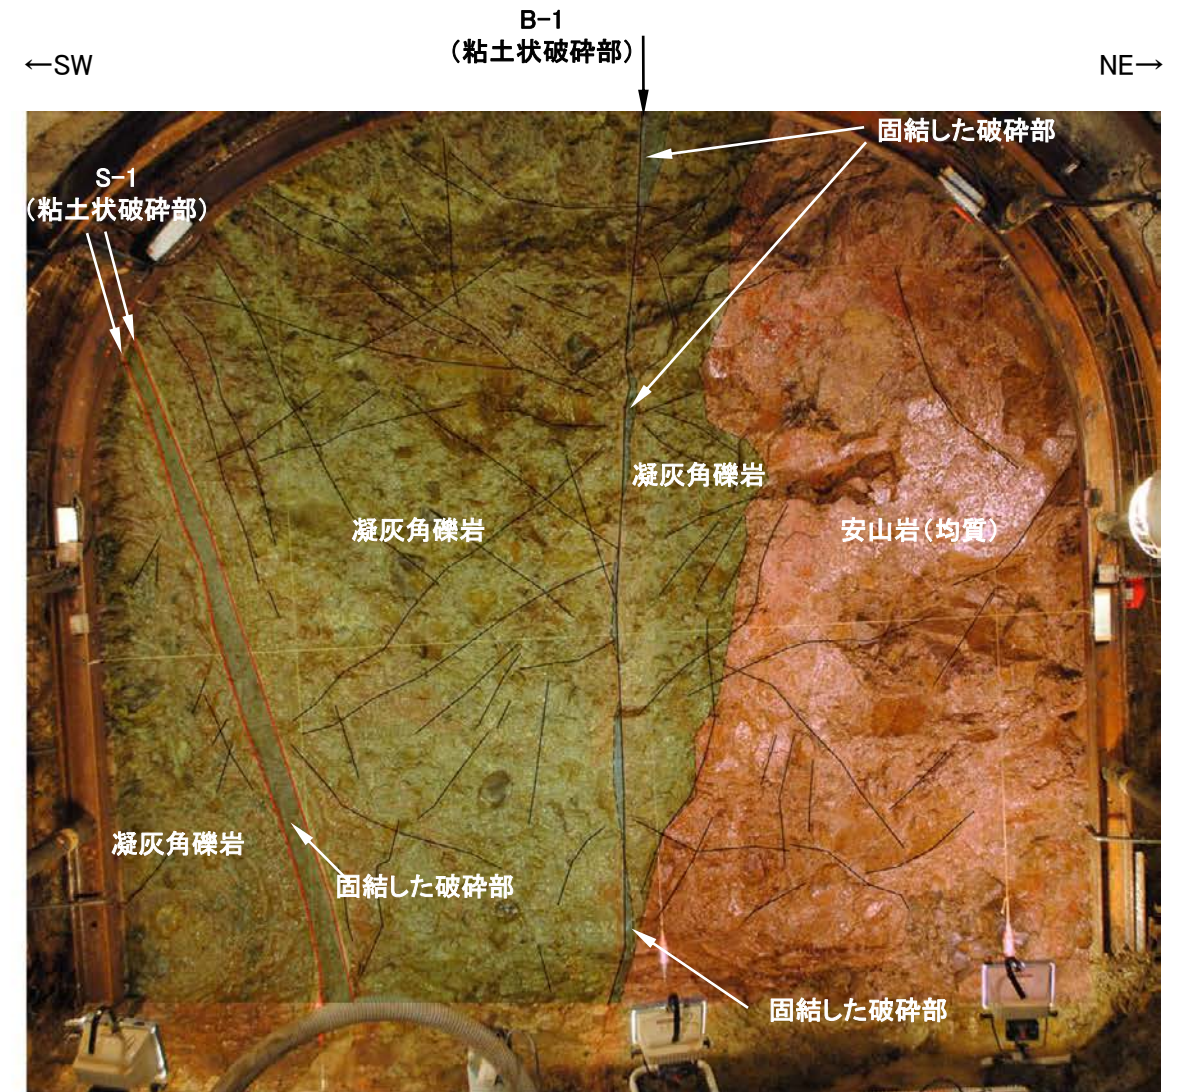 B-1
(粘土状破砕部)
←SW
NE→
固結した破砕部
S-1
(粘土状破砕部)
凝灰角礫岩
凝灰角礫岩
安山岩(均質)
凝灰角礫岩
固結した破砕部
固結した破砕部